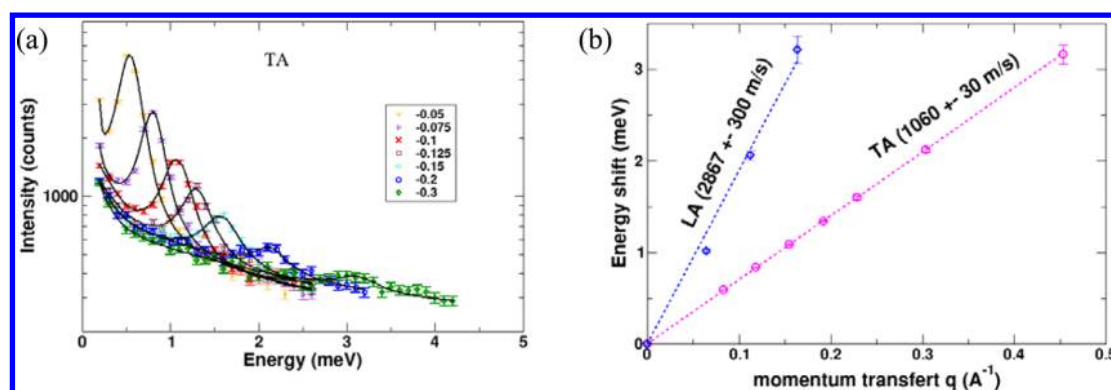 (a)
TA
-0.05
-0.075
-0.1
-0.125
-0.15
-0.2
-0.3
1000
Intensity (counts)
0 1 2 3 4 5
Energy (meV)
(b)
LA (2867 +- 300 m/s)
TA (1060 +- 30 m/s)
3
2
1
0
Energy shift (meV)
0 0.1 0.2 0.3 0.4 0.5
momentum transfert q (A⁻¹)